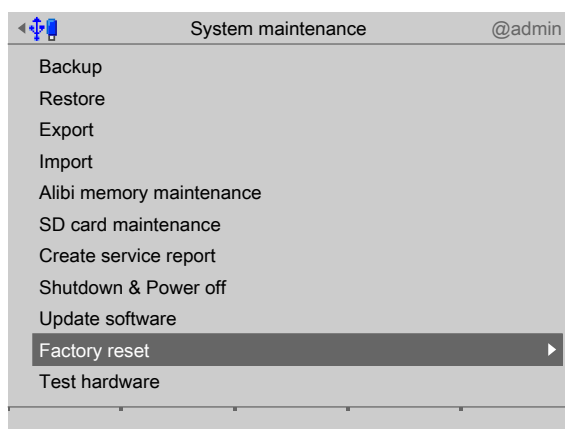 System maintenance @admin
Backup
Restore
Export
Import
Alibi memory maintenance
SD card maintenance
Create service report
Shutdown & Power off
Update software
Factory reset
Test hardware